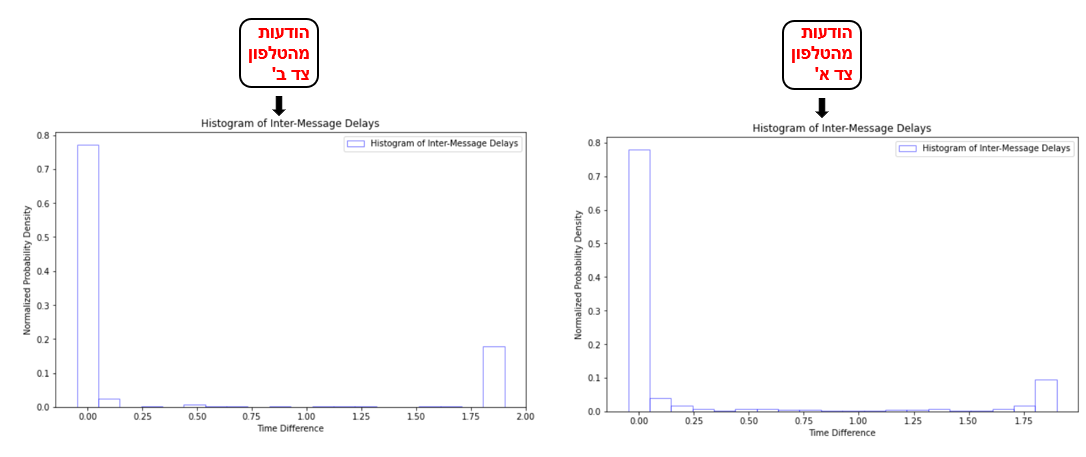 הודעות
מהטלפון
צד ב'
Histogram of Inter-Message Delays
Histogram of Inter-Message Delays
Normalized Probability Density
0.8
0.7
0.6
0.5
0.4
0.3
0.2
0.1
0.0
0.00 0.25 0.50 0.75 1.00 1.25 1.50 1.75 2.00
Time Difference
הודעות
מהטלפון
צד א'
Histogram of Inter-Message Delays
Histogram of Inter-Message Delays
Normalized Probability Density
0.8
0.7
0.6
0.5
0.4
0.3
0.2
0.1
0.0
0.00 0.25 0.50 0.75 1.00 1.25 1.50 1.75
Time Difference